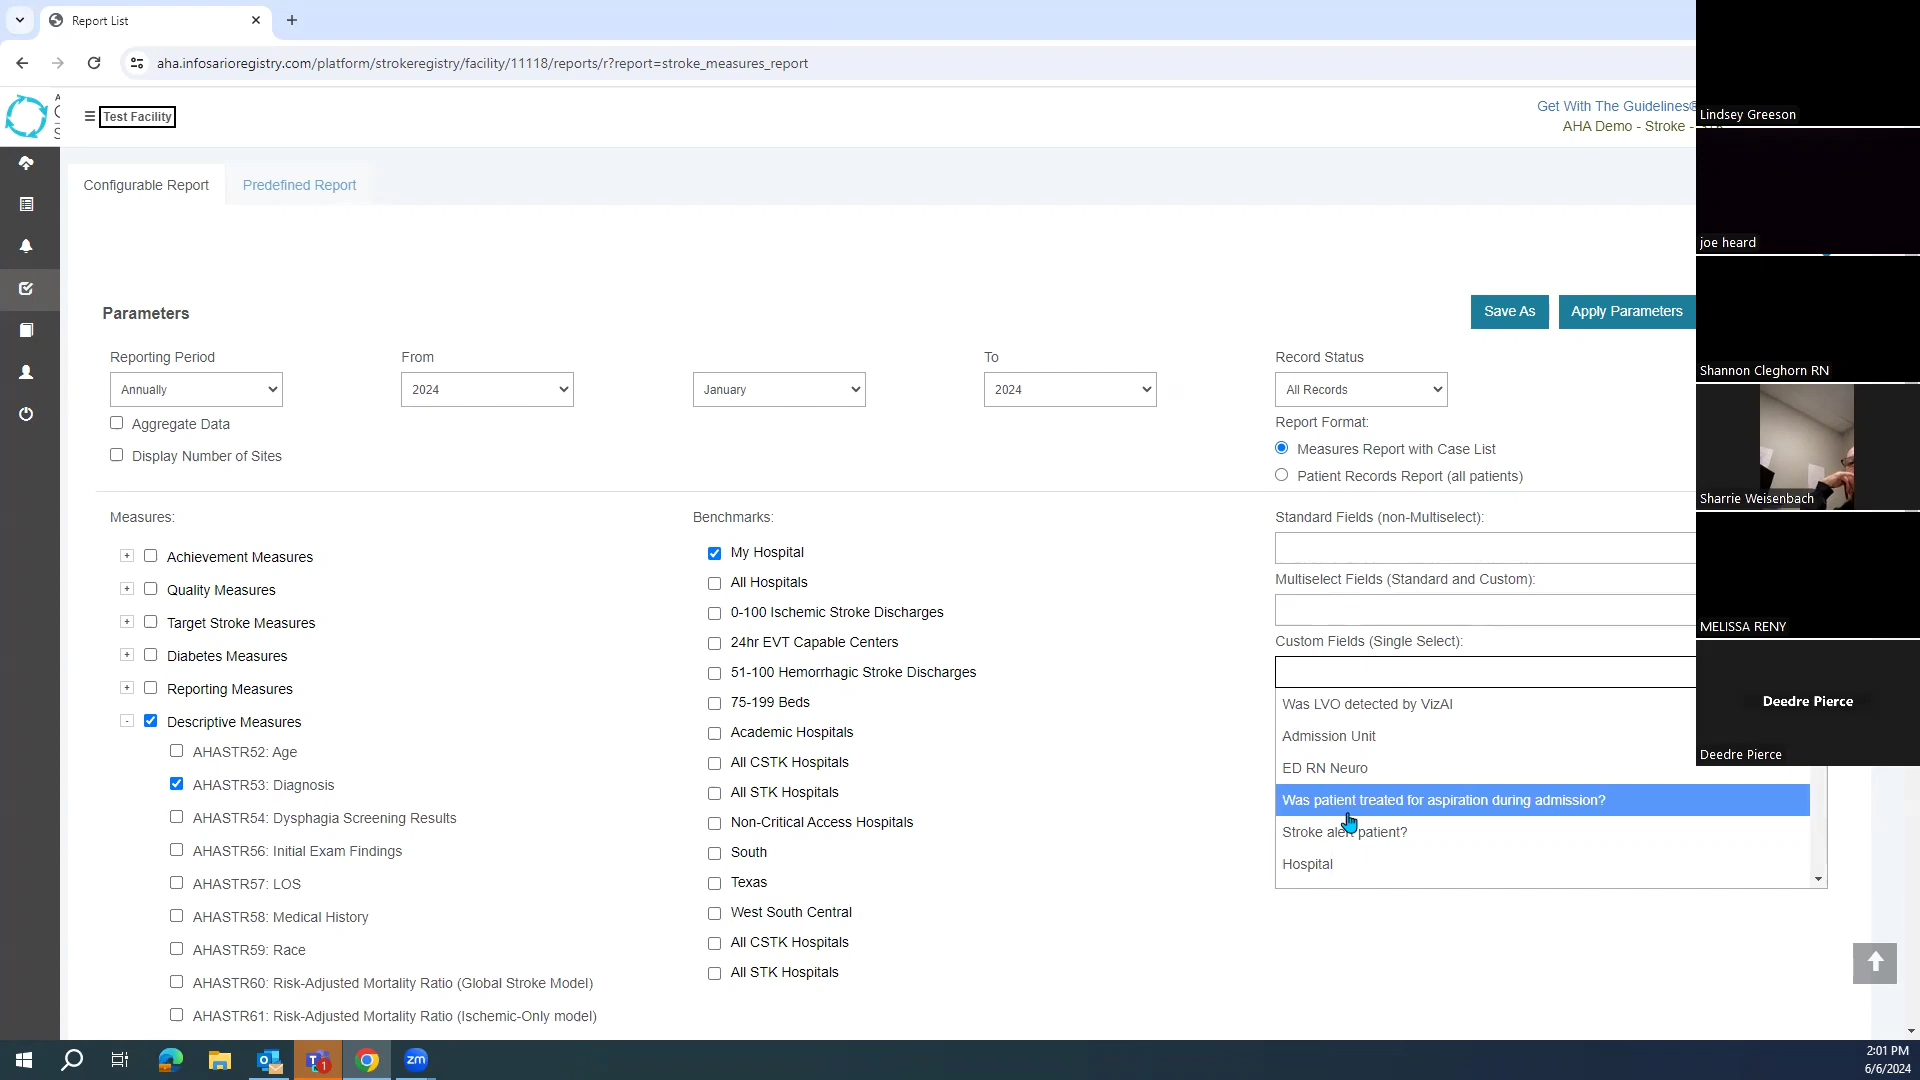 Report List
aha.infosarioregistry.com/platform/strokeregistry/facility/11118/reports/r?report=stroke_measures_report
Test Facility
Get With The Guidelines®
AHA Demo - Stroke -
Configurable Report
Predefined Report
Parameters
Save As
Apply Parameters
Reporting Period
From
To
Record Status
Annually
2024
January
2024
All Records
Aggregate Data
Report Format:
Display Number of Sites
Measures Report with Case List
Patient Records Report (all patients)
Measures:
Achievement Measures
Quality Measures
Target Stroke Measures
Diabetes Measures
Reporting Measures
Descriptive Measures
AHASTR52: Age
AHASTR53: Diagnosis
AHASTR54: Dysphagia Screening Results
AHASTR56: Initial Exam Findings
AHASTR57: LOS
AHASTR58: Medical History
AHASTR59: Race
AHASTR60: Risk-Adjusted Mortality Ratio (Global Stroke Model)
AHASTR61: Risk-Adjusted Mortality Ratio (Ischemic-Only model)
Benchmarks:
My Hospital
All Hospitals
0-100 Ischemic Stroke Discharges
24hr EVT Capable Centers
51-100 Hemorrhagic Stroke Discharges
75-199 Beds
Academic Hospitals
All CSTK Hospitals
All STK Hospitals
Non-Critical Access Hospitals
South
Texas
West South Central
All CSTK Hospitals
All STK Hospitals
Standard Fields (non-Multiselect):
Multiselect Fields (Standard and Custom):
Custom Fields (Single Select):
Was LVO detected by VizAI
Admission Unit
ED RN Neuro
Was patient treated for aspiration during admission?
Stroke alert patient?
Hospital
Lindsey Greeson
joe heard
Shannon Cleghorn RN
Sharrie Weisenbach
MELISSA RENY
Deedre Pierce
Deedre Pierce
zm
1
2:01 PM
6/6/2024